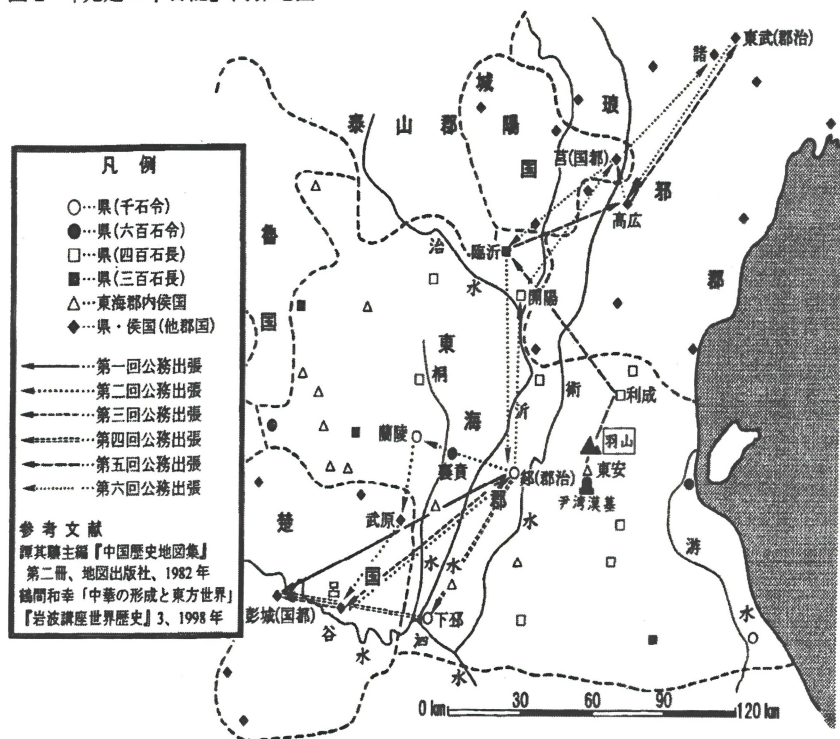 凡例
○…県(千石令)
●…県(六百石令)
□…県(四百石長)
■…県(三百石長)
△…東海郡内侯国
◆…県・侯国(他郡国)
第一回公務出張
第二回公務出張
第三回公務出張
第四回公務出張
第五回公務出張
第六回公務出張
参考文献
譚其驤主編『中国歴史地図集』
第二冊、地図出版社、1982年
鶴間和幸「中華の形成と東方世界」
『岩波講座世界歴史』3、1998年
東武(郡治)
諸
城陽国
琅邪郡
泰山郡
莒(国都)
高広
魯国
臨沂
治水
開陽
東海郡
桐水
沂水
術水
利成
蘭陵
羽山
襄賁
郯(郡治)
東安
尹湾漢墓
楚国
武原
游水
呂
彭城(国都)
下邳
谷水
泗水
0km 30 60 90 120km